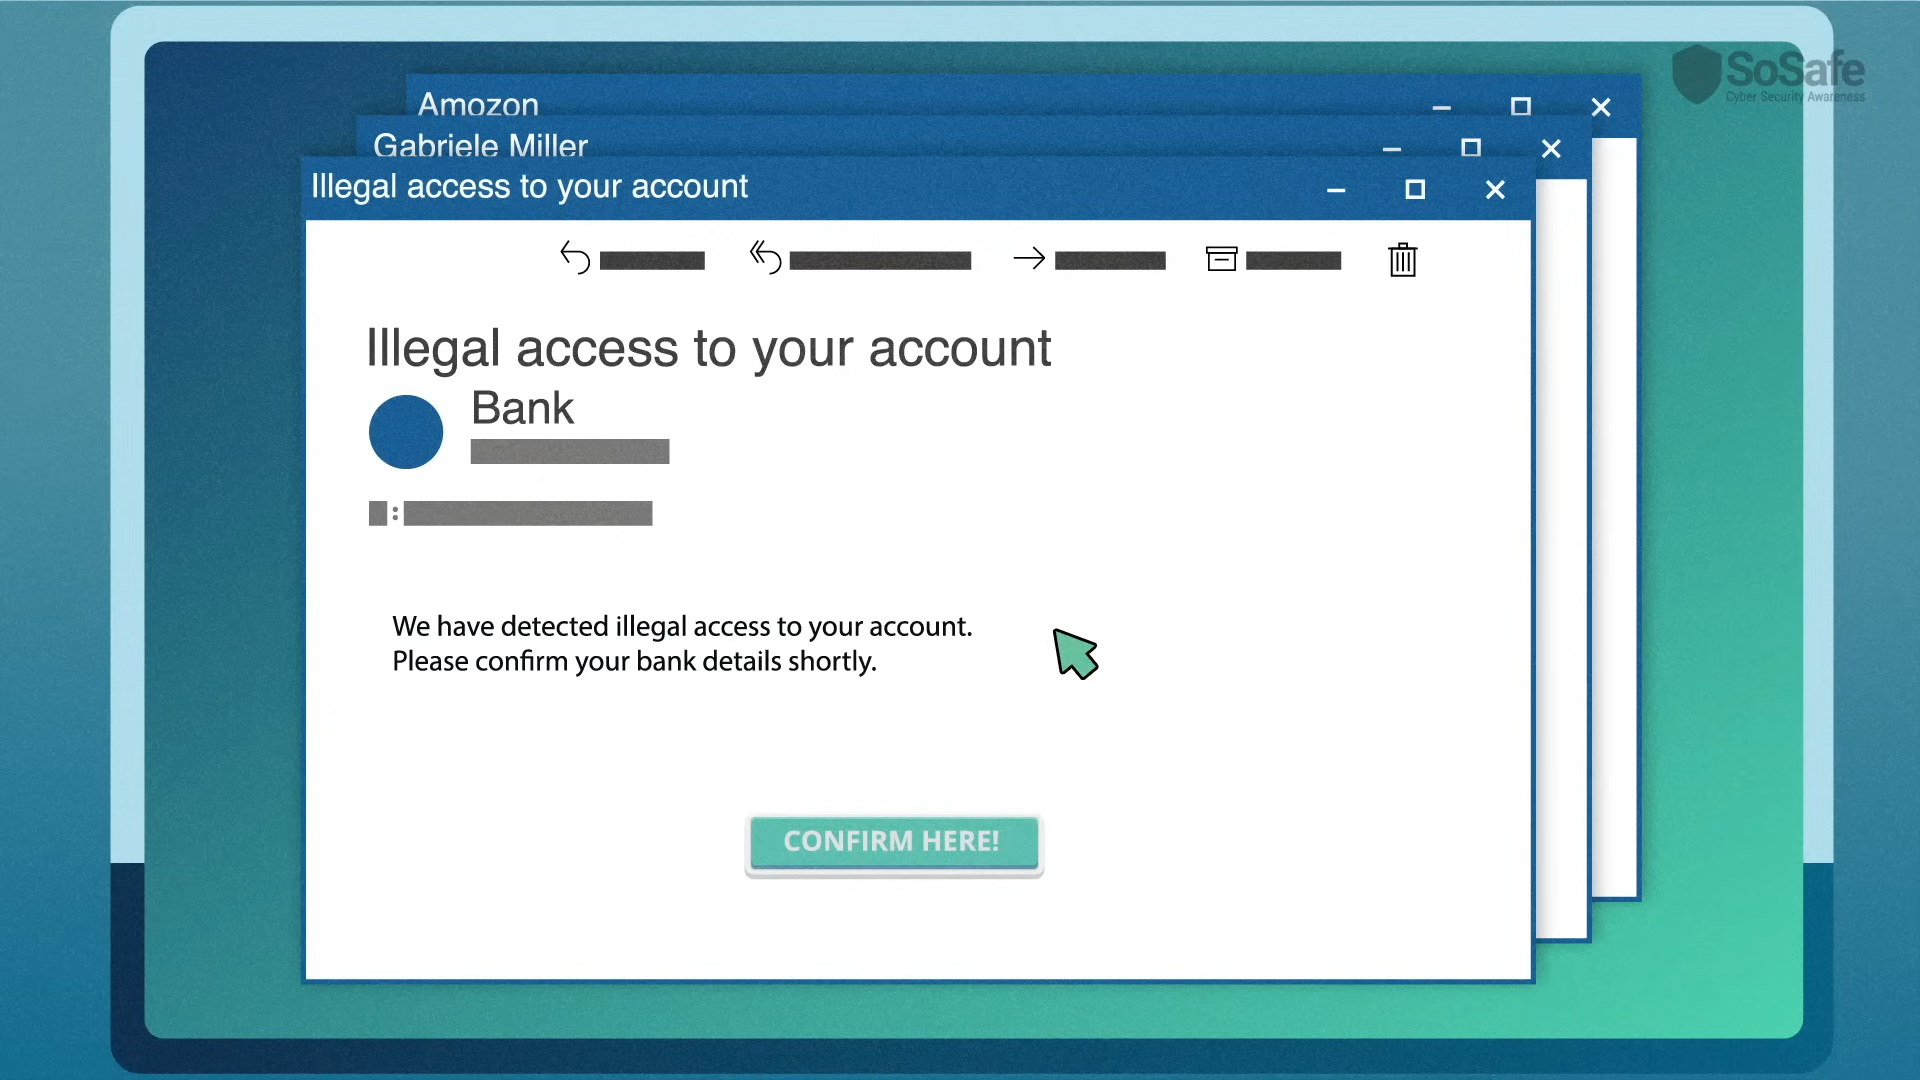 SoSafe
Cyber Security Awareness
Amozon
Gabriele Miller
Illegal access to your account
Illegal access to your account
Bank
We have detected illegal access to your account.
Please confirm your bank details shortly.
CONFIRM HERE!